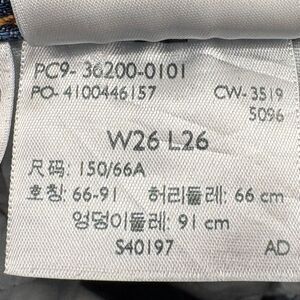 PC9- 36200-0101
PO- 4100446157 CW- 3519
5096
W26 L26
尺码: 150/66A
호칭: 66-91 허리둘레: 66 cm
엉덩이둘레: 91 cm
S40197 AD